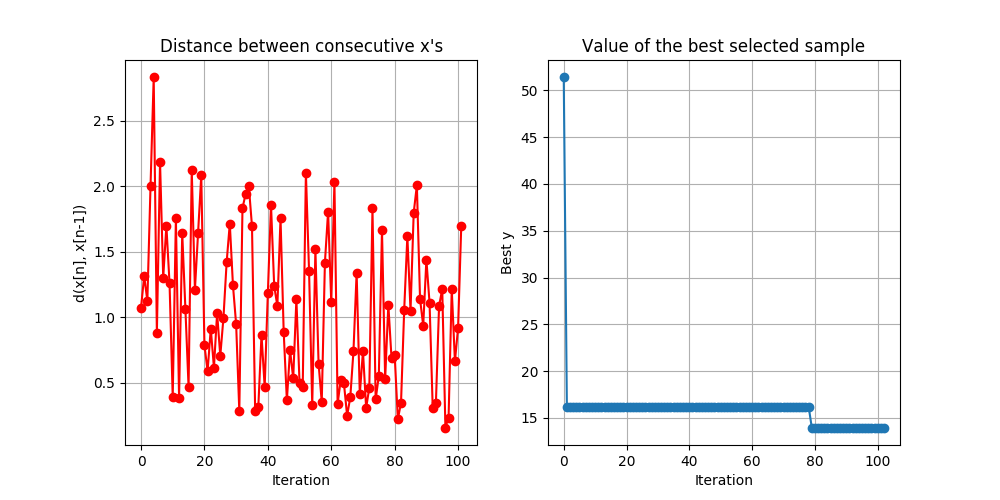 Distance between consecutive x's
d(x[n], x[n-1])
2.5
2.0
1.5
1.0
0.5
0 20 40 60 80 100
Iteration
Value of the best selected sample
Best y
50
45
40
35
30
25
20
15
0 20 40 60 80 100
Iteration